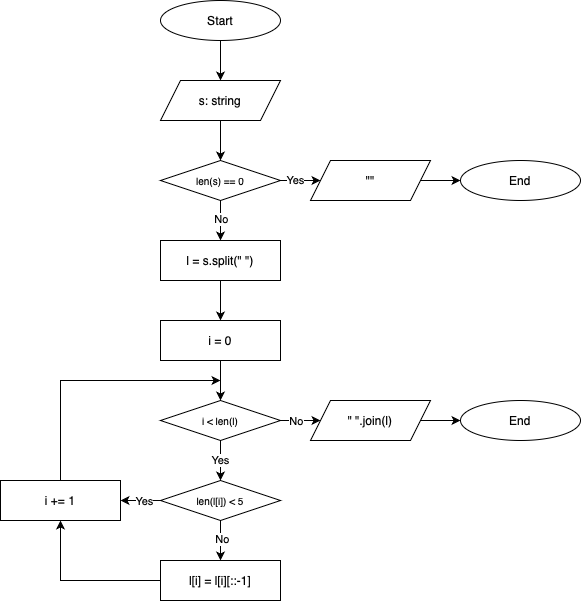 Start
s: string
len(s) == 0
Yes
""
End
No
l = s.split(" ")
i = 0
i < len(l)
No
" ".join(l)
End
Yes
len(l[i]) < 5
Yes
i += 1
No
l[i] = l[i][::-1]